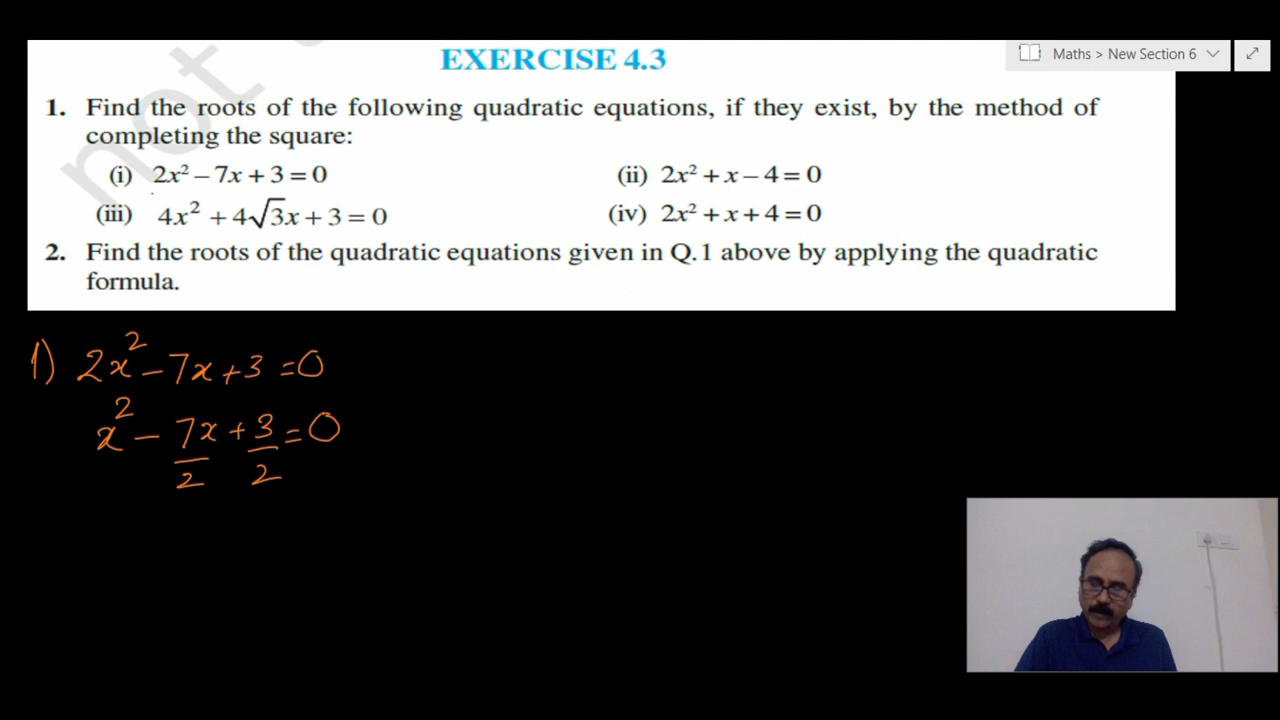 not
EXERCISE 4.3
Maths > New Section 6
1. Find the roots of the following quadratic equations, if they exist, by the method of
completing the square:
(i) 2x² – 7x + 3 = 0 (ii) 2x² + x – 4 = 0
(iii) 4x² + 4√3x + 3 = 0 (iv) 2x² + x + 4 = 0
2. Find the roots of the quadratic equations given in Q.1 above by applying the quadratic
formula.
1) 2x² – 7x + 3 = 0
x² – 7x/2 + 3/2 = 0